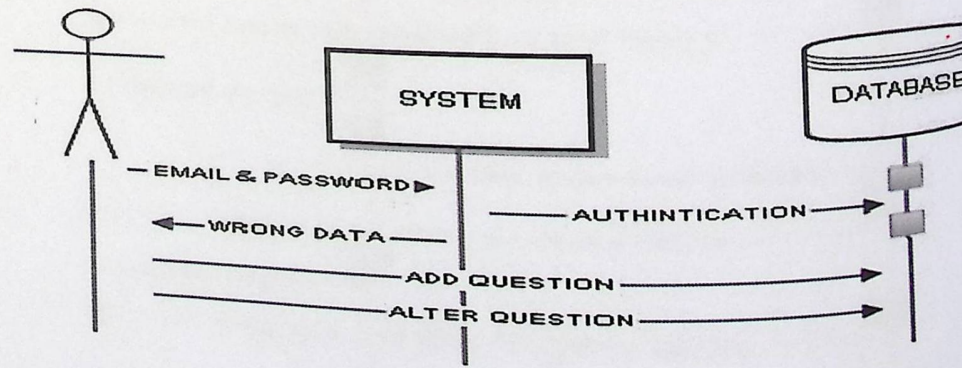 SYSTEM
DATABASE
EMAIL & PASSWORD
AUTHINTICATION
WRONG DATA
ADD QUESTION
ALTER QUESTION